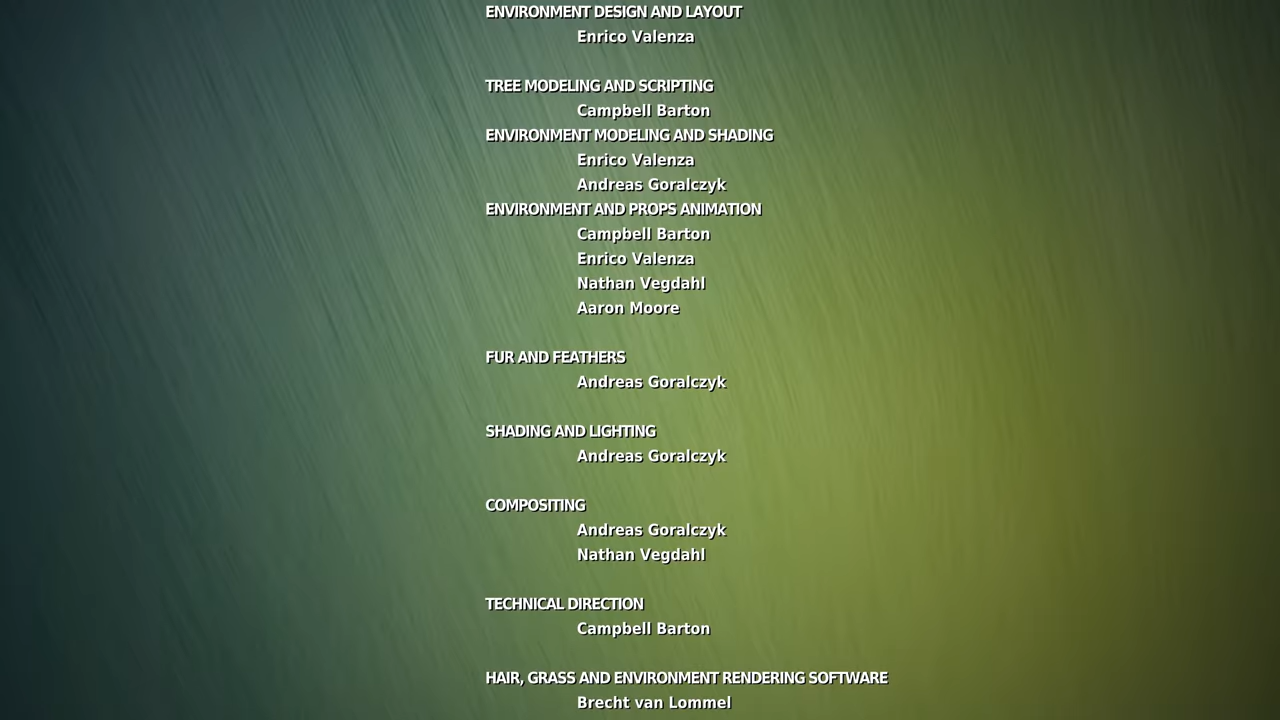 ENVIRONMENT DESIGN AND LAYOUT
Enrico Valenza
TREE MODELING AND SCRIPTING
Campbell Barton
ENVIRONMENT MODELING AND SHADING
Enrico Valenza
Andreas Goralczyk
ENVIRONMENT AND PROPS ANIMATION
Campbell Barton
Enrico Valenza
Nathan Vegdahl
Aaron Moore
FUR AND FEATHERS
Andreas Goralczyk
SHADING AND LIGHTING
Andreas Goralczyk
COMPOSITING
Andreas Goralczyk
Nathan Vegdahl
TECHNICAL DIRECTION
Campbell Barton
HAIR, GRASS AND ENVIRONMENT RENDERING SOFTWARE
Brecht van Lommel